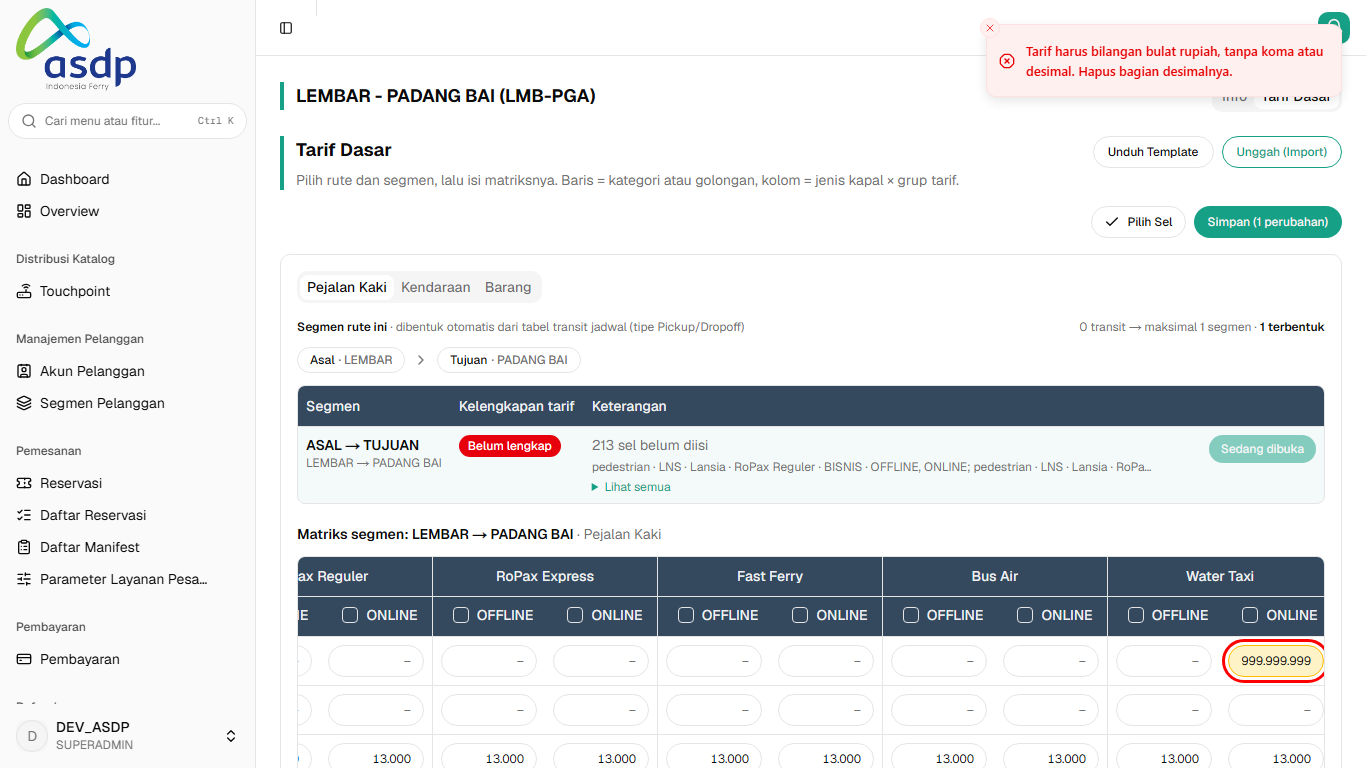 asdp
Indonesia Ferry
Cari menu atau fitur... Ctrl K
Dashboard
Overview
Distribusi Katalog
Touchpoint
Manajemen Pelanggan
Akun Pelanggan
Segmen Pelanggan
Pemesanan
Reservasi
Daftar Reservasi
Daftar Manifest
Parameter Layanan Pesa...
Pembayaran
Pembayaran
D
DEV_ASDP
SUPERADMIN
Tarif harus bilangan bulat rupiah, tanpa koma atau
desimal. Hapus bagian desimalnya.
LEMBAR - PADANG BAI (LMB-PGA)
Info Tarif Dasar
Tarif Dasar
Pilih rute dan segmen, lalu isi matriksnya. Baris = kategori atau golongan, kolom = jenis kapal × grup tarif.
Unduh Template
Unggah (Import)
Pilih Sel
Simpan (1 perubahan)
Pejalan Kaki Kendaraan Barang
Segmen rute ini · dibentuk otomatis dari tabel transit jadwal (tipe Pickup/Dropoff)
0 transit → maksimal 1 segmen · 1 terbentuk
Asal · LEMBAR
Tujuan · PADANG BAI
Segmen Kelengkapan tarif Keterangan
ASAL → TUJUAN
LEMBAR → PADANG BAI
Belum lengkap
213 sel belum diisi
pedestrian · LNS · Lansia · RoPax Reguler · BISNIS · OFFLINE, ONLINE; pedestrian · LNS · Lansia · RoPa...
Lihat semua
Sedang dibuka
Matriks segmen: LEMBAR → PADANG BAI · Pejalan Kaki
ax Reguler RoPax Express Fast Ferry Bus Air Water Taxi
E ONLINE OFFLINE ONLINE OFFLINE ONLINE OFFLINE ONLINE OFFLINE ONLINE
– – – – – – – – 999.999.999
– – – – – – – – –
13.000 13.000 13.000 13.000 13.000 13.000 13.000 13.000 13.000